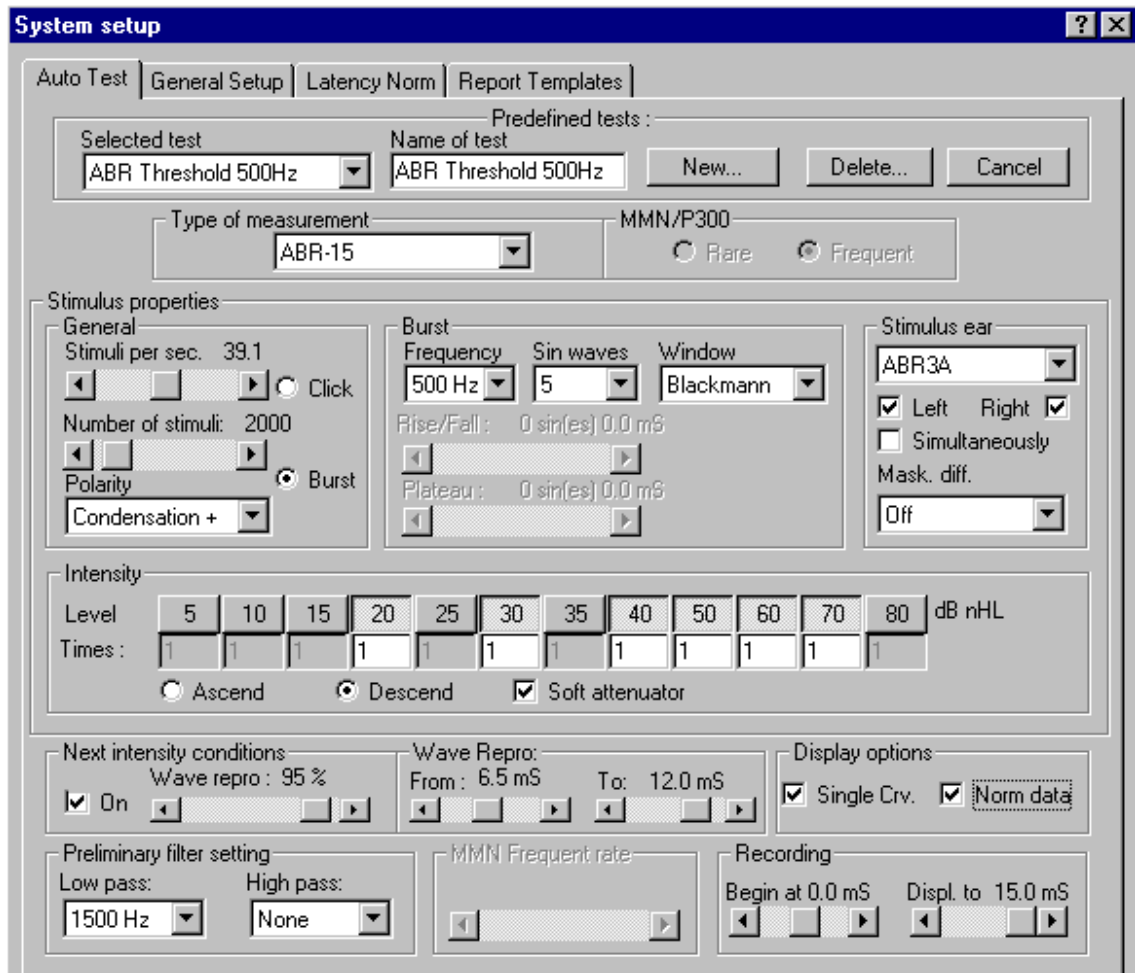 System setup
Auto Test General Setup Latency Norm Report Templates
Predefined tests :
Selected test Name of test
ABR Threshold 500Hz ABR Threshold 500Hz New... Delete... Cancel
Type of measurement MMN/P300
ABR-15 Rare Frequent
Stimulus properties
General
Stimuli per sec. 39.1
Click
Number of stimuli: 2000
Burst
Polarity
Condensation +
Burst
Frequency Sin waves Window
500 Hz 5 Blackmann
Rise/Fall : 0 sin(es) 0.0 mS
Plateau : 0 sin(es) 0.0 mS
Stimulus ear
ABR3A
Left Right
Simultaneously
Mask. diff.
Off
Intensity
Level 5 10 15 20 25 30 35 40 50 60 70 80 dB nHL
Times : 1 1 1 1 1 1 1 1 1 1 1 1
Ascend Descend Soft attenuator
Next intensity conditions
Wave repro : 95 %
On
Wave Repro:
From : 6.5 mS To: 12.0 mS
Display options
Single Crv. Norm data
Preliminary filter setting
Low pass: High pass:
1500 Hz None
MMN Frequent rate
Recording
Begin at 0.0 mS Displ. to 15.0 mS